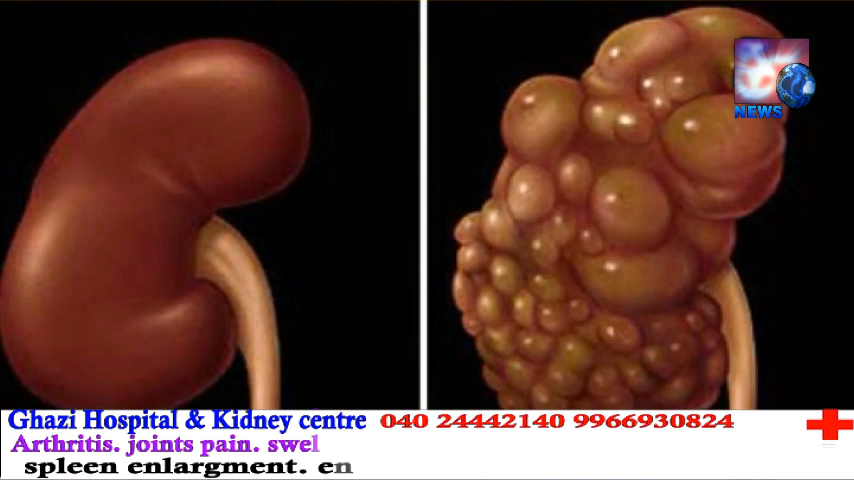 NEWS
Ghazi Hospital & Kidney centre 040 24442140 9966930824
Arthritis. joints pain. swel
spleen enlargment. en